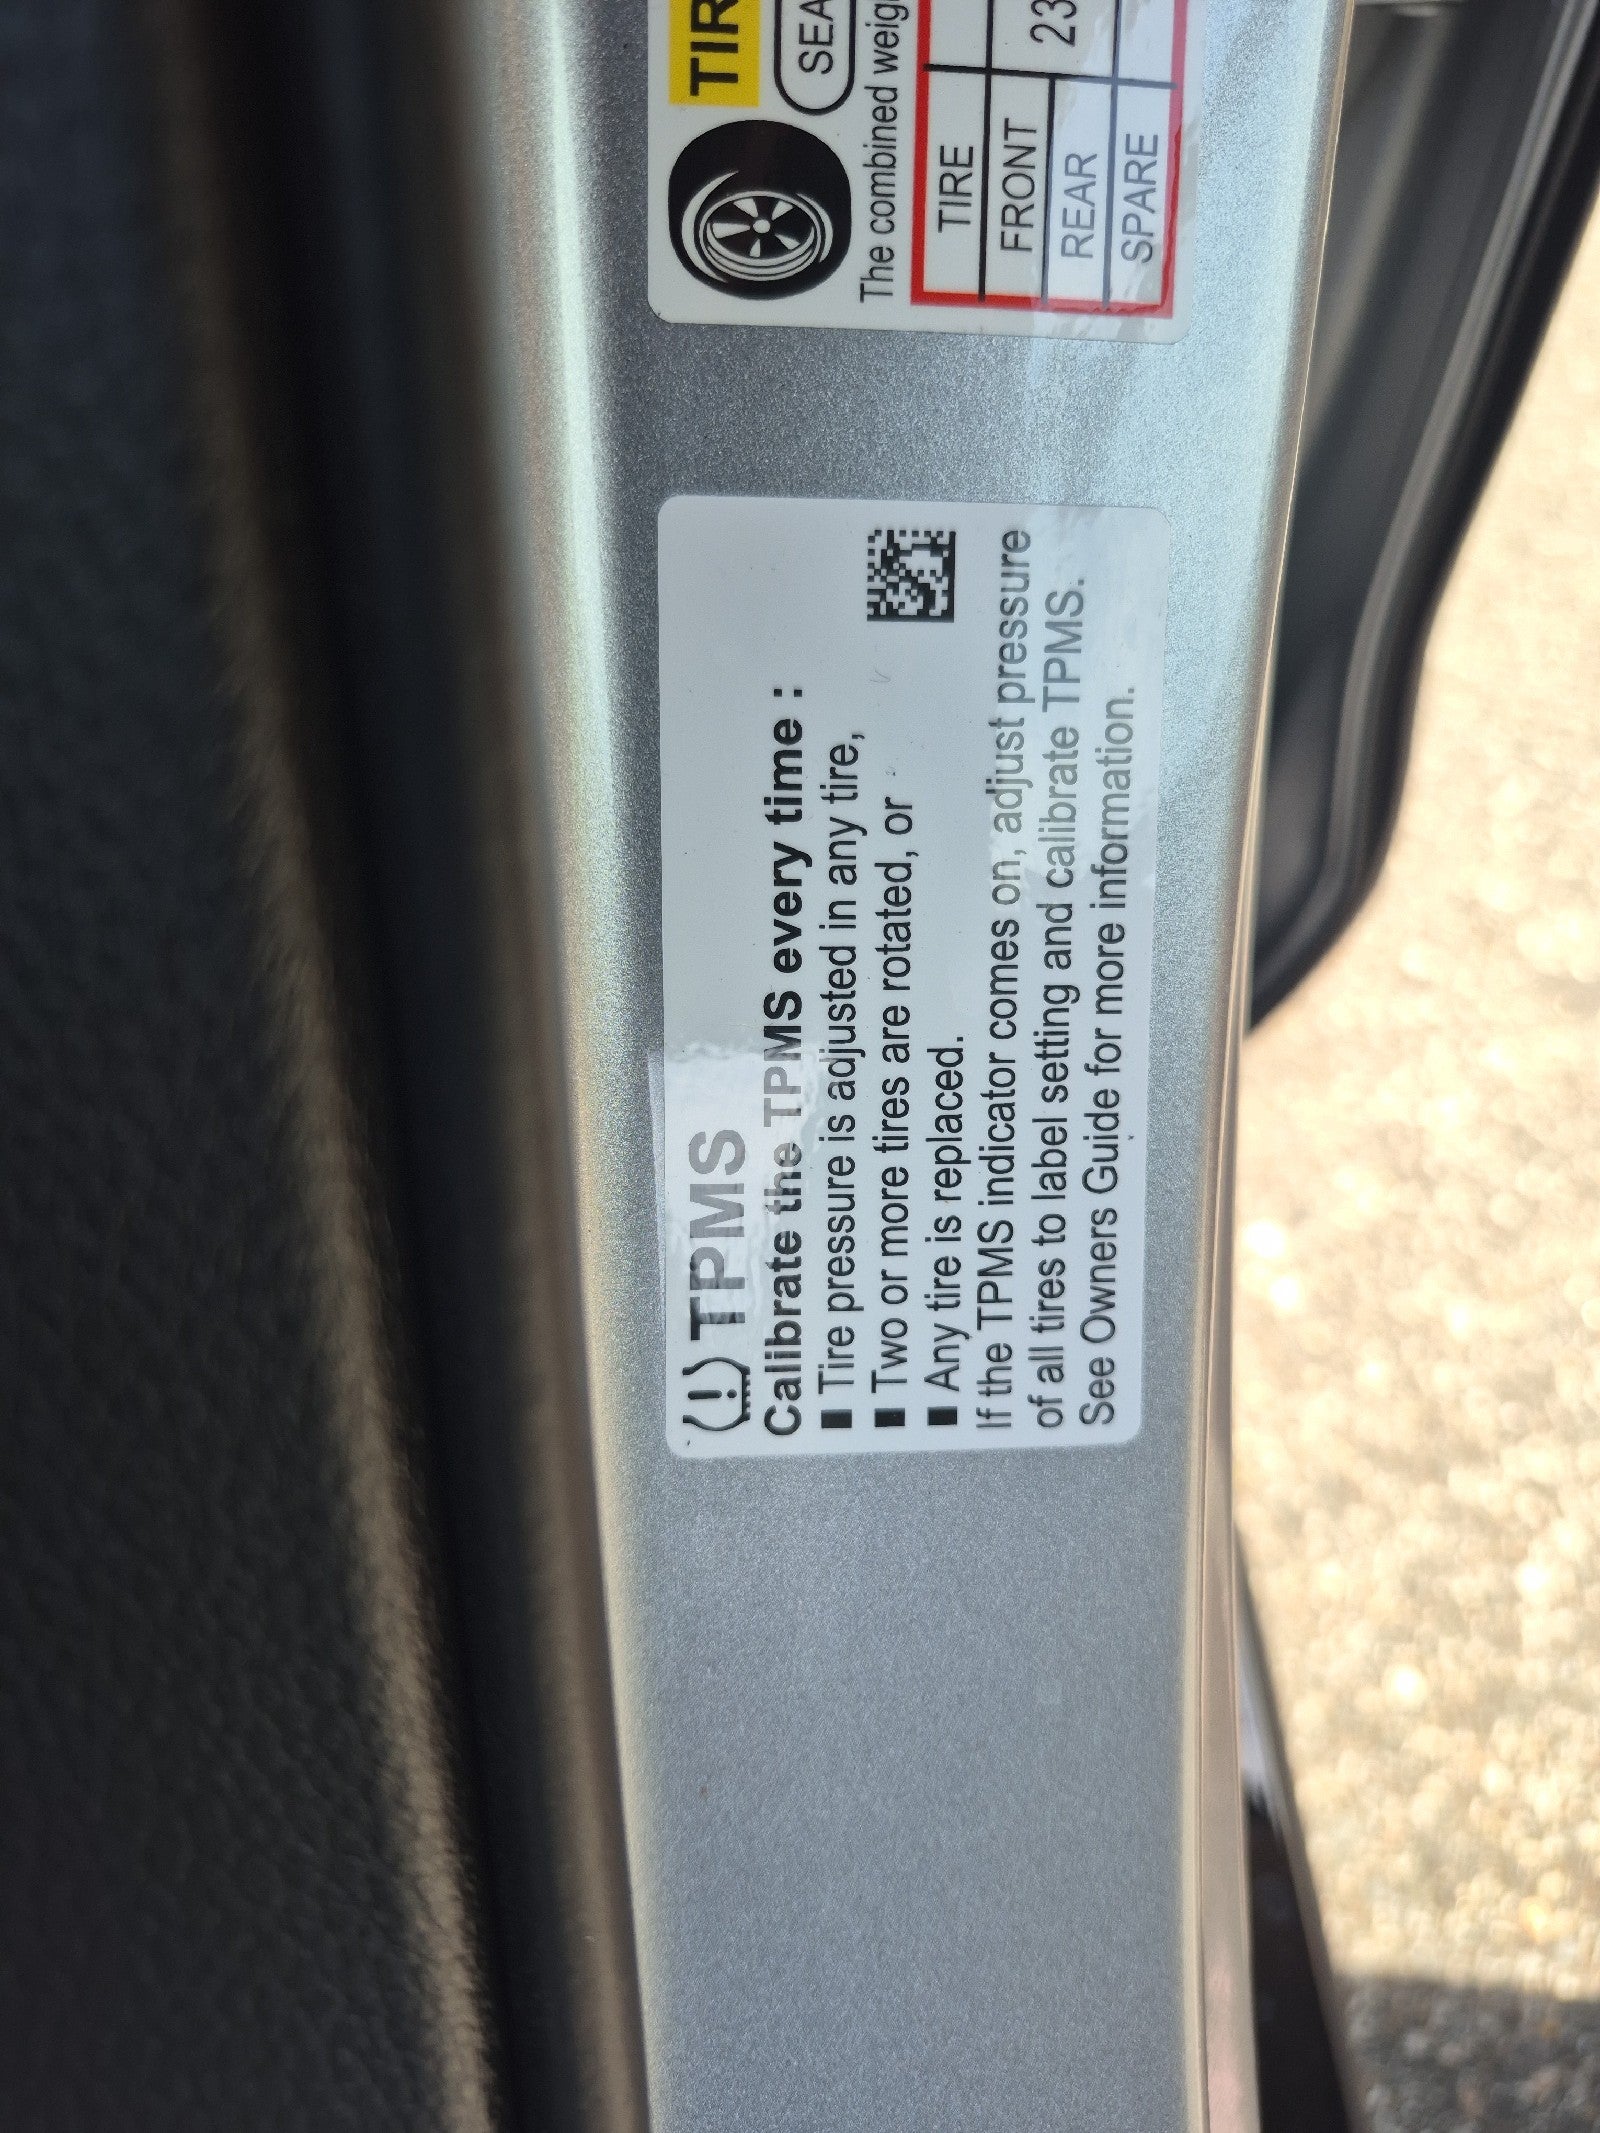 TPMS
Calibrate the TPMS every time :
■ Tire pressure is adjusted in any tire,
■ Two or more tires are rotated, or
■ Any tire is replaced.
If the TPMS indicator comes on, adjust pressure
of all tires to label setting and calibrate TPMS.
See Owners Guide for more information.
TIR
SEA
The combined weig
TIRE
FRONT 23
REAR
SPARE